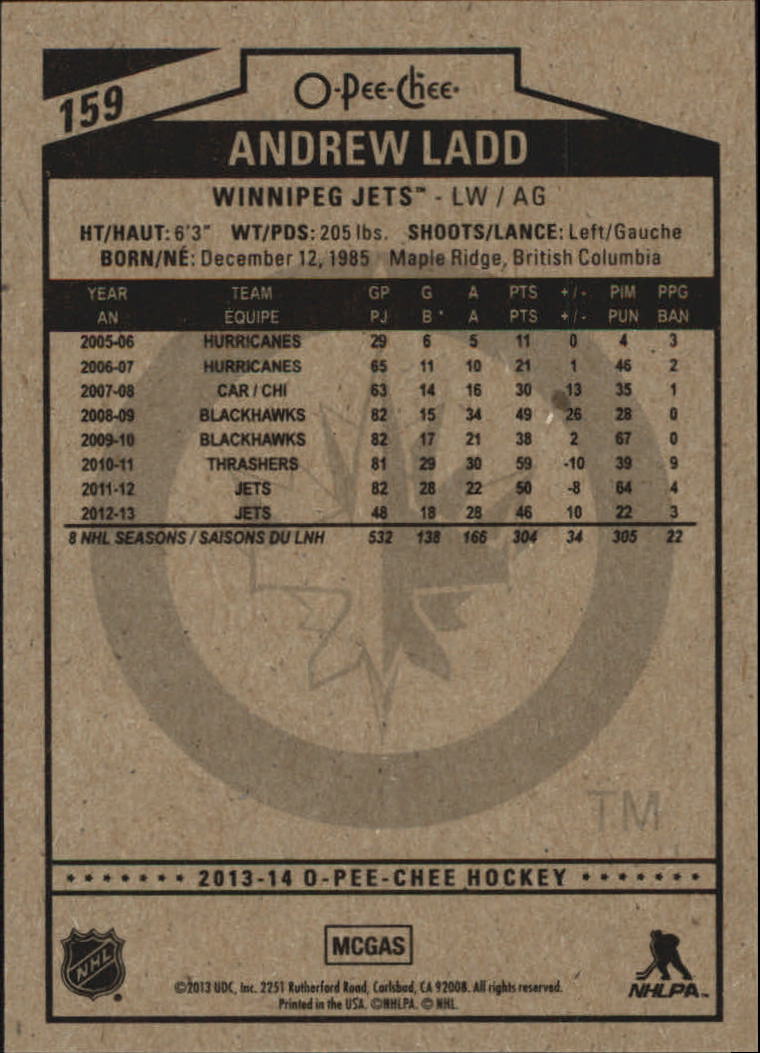 159
O-Pee-Chee
ANDREW LADD
WINNIPEG JETS™ - LW / AG
HT/HAUT: 6'3" WT/PDS: 205 lbs. SHOOTS/LANCE: Left/Gauche
BORN/NÉ: December 12, 1985 Maple Ridge, British Columbia
YEAR TEAM GP G A PTS +/- PIM PPG
AN ÉQUIPE PJ B A PTS +/- PUN BAN
2005-06 HURRICANES 29 6 5 11 0 4 3
2006-07 HURRICANES 65 11 10 21 1 46 2
2007-08 CAR / CHI 63 14 16 30 13 35 1
2008-09 BLACKHAWKS 82 15 34 49 26 28 0
2009-10 BLACKHAWKS 82 17 21 38 2 67 0
2010-11 THRASHERS 81 29 30 59 -10 39 9
2011-12 JETS 82 28 22 50 -8 64 4
2012-13 JETS 48 18 28 46 10 22 3
8 NHL SEASONS / SAISONS DU LNH 532 138 166 304 34 305 22
TM
2013-14 O-PEE-CHEE HOCKEY
MCGAS
NHL
©2013 UDC, Inc. 2251 Rutherford Road, Carlsbad, CA 92008. All rights reserved.
Printed in the USA. ©NHLPA. © NHL.
NHLPA™